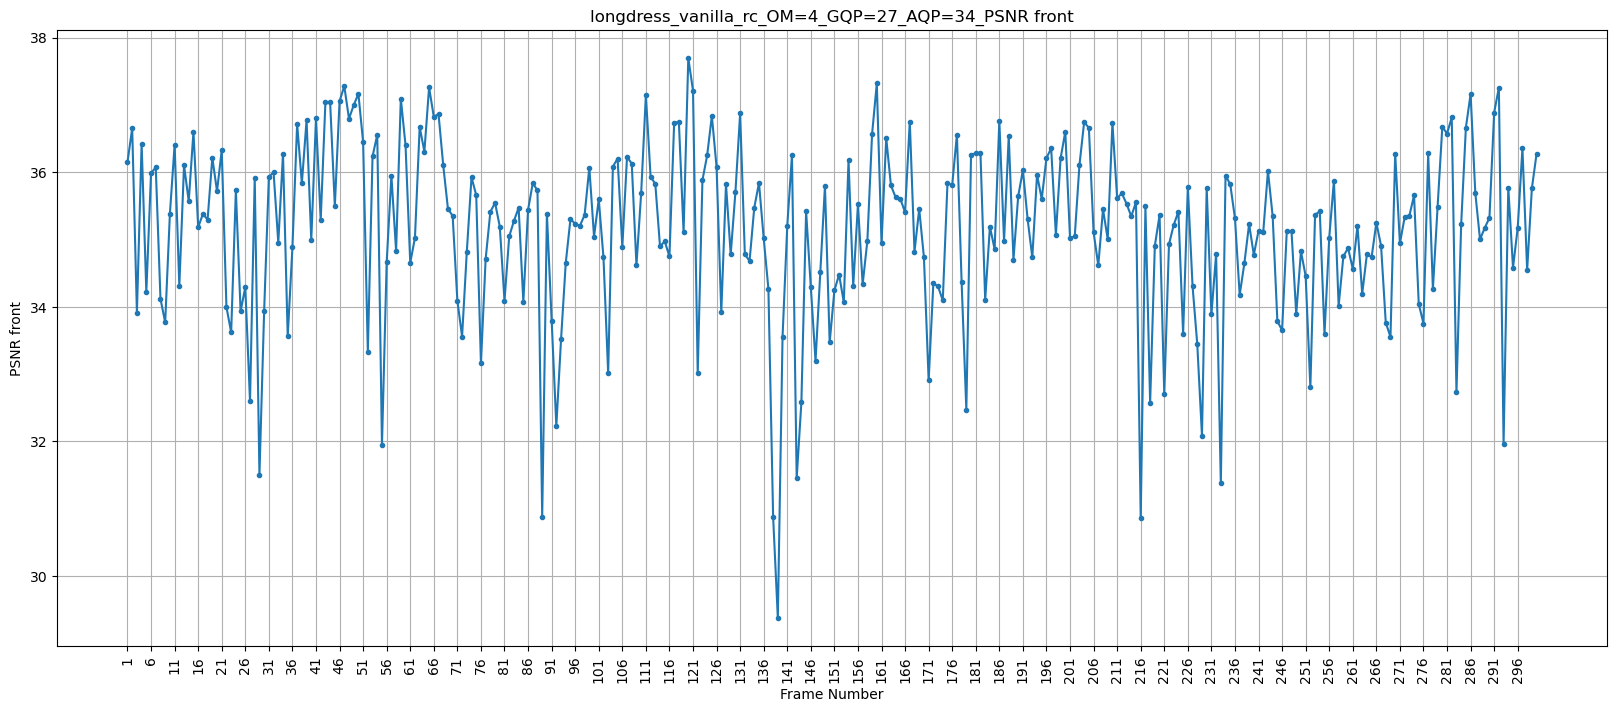 longdress_vanilla_rc_OM=4_GQP=27_AQP=34_PSNR front
38
36
34
32
30
PSNR front
1 6 11 16 21 26 31 36 41 46 51 56 61 66 71 76 81 86 91 96 101 106 111 116 121 126 131 136 141 146 151 156 161 166 171 176 181 186 191 196 201 206 211 216 221 226 231 236 241 246 251 256 261 266 271 276 281 286 291 296
Frame Number